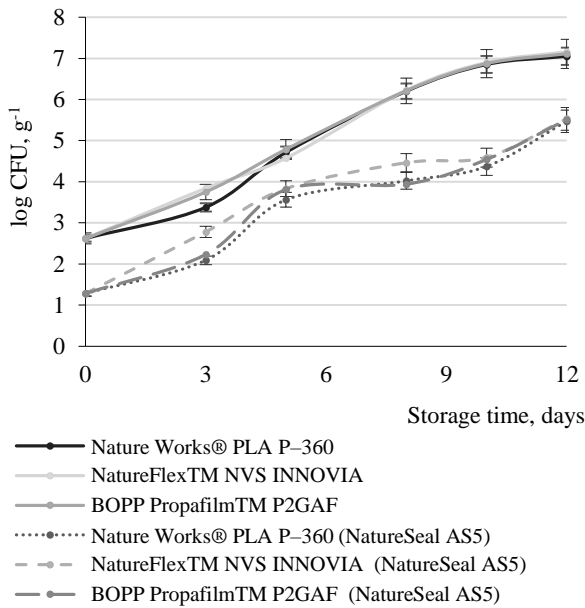 8
7
6
5
4
3
2
1
0
log CFU, g⁻¹
0 3 6 9 12
Storage time, days
Nature Works® PLA P–360
NatureFlexTM NVS INNOVIA
BOPP PropafilmTM P2GAF
Nature Works® PLA P–360 (NatureSeal AS5)
NatureFlexTM NVS INNOVIA (NatureSeal AS5)
BOPP PropafilmTM P2GAF (NatureSeal AS5)